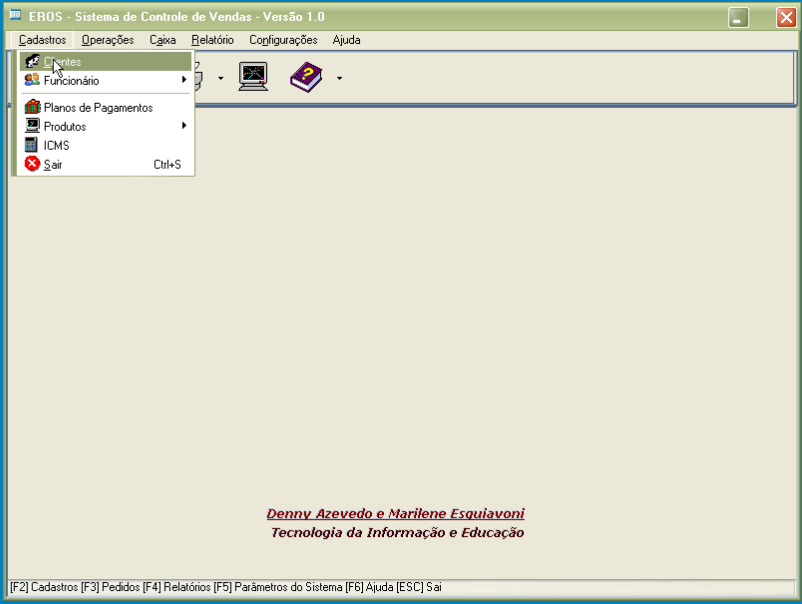 EROS - Sistema de Controle de Vendas - Versão 1.0
Cadastros Operações Caixa Relatório Configurações Ajuda
Clientes
Funcionário
Planos de Pagamentos
Produtos
ICMS
Sair Ctrl+S
Denny Azevedo e Marilene Esquiavoni
Tecnologia da Informação e Educação
[F2] Cadastros [F3] Pedidos [F4] Relatórios [F5] Parâmetros do Sistema [F6] Ajuda [ESC] Sai